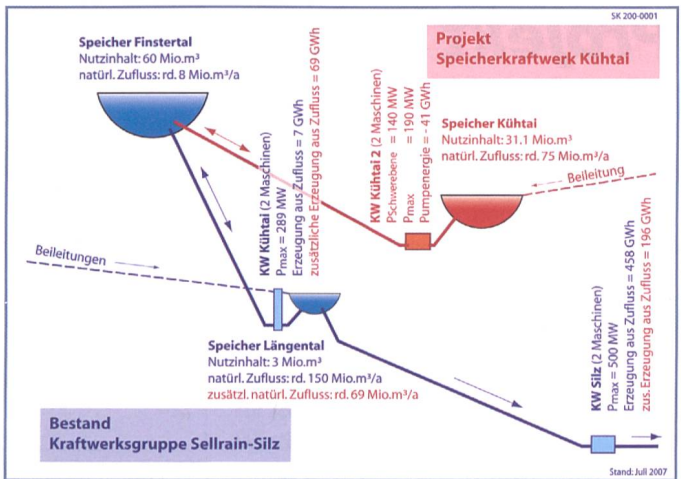 SK 200-0001
Projekt
Speicherkraftwerk Kühtai
Speicher Finstertal
Nutzinhalt: 60 Mio.m³
natürl. Zufluss: rd. 8 Mio.m³/a
KW Kühtai (2 Maschinen)
Pmax = 289 MW
Erzeugung aus Zufluss = 7 GWh
zusätzliche Erzeugung aus Zufluss = 69 GWh
KW Kühtai 2 (2 Maschinen)
PSchwerebene = 140 MW
Pmax = 190 MW
Pumpenergie = - 41 GWh
Speicher Kühtai
Nutzinhalt: 31.1 Mio.m³
natürl. Zufluss: rd. 75 Mio.m³/a
Beileitung
Beileitungen
Speicher Längental
Nutzinhalt: 3 Mio.m³
natürl. Zufluss: rd. 150 Mio.m³/a
zusätzl. natürl. Zufluss: rd. 69 Mio.m³/a
KW Silz (2 Maschinen)
Pmax = 500 MW
Erzeugung aus Zufluss = 458 GWh
zus. Erzeugung aus Zufluss = 196 GWh
Bestand
Kraftwerksgruppe Sellrain-Silz
Stand: Juli 2007